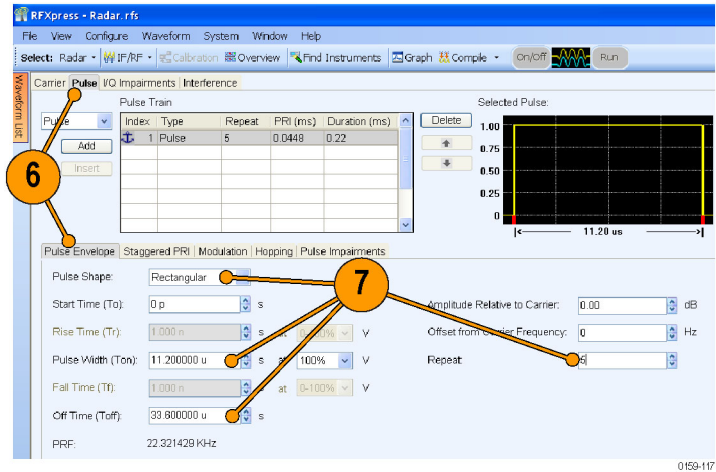 RFXpress - Radar.rfs
File View Configure Waveform System Window Help
Select: Radar IF/RF Calibration Overview Find Instruments Graph Compile On/Off Run
Waveform List
Carrier Pulse I/Q Impairments Interference
Pulse Train Selected Pulse:
Pulse Index Type Repeat PRI (ms) Duration (ms) Delete
1 Pulse 5 0.0448 0.22
Add
Insert
1.00
0.75
0.50
0.25
0
11.20 us
6
Pulse Envelope Staggered PRI Modulation Hopping Pulse Impairments
7
Pulse Shape: Rectangular
Start Time (To): 0 p s Amplitude Relative to Carrier: 0.00 dB
Rise Time (Tr): 1.000 n s at 0-100% V Offset from Carrier Frequency: 0 Hz
Pulse Width (Ton): 11.200000 u s at 100% V Repeat: 5
Fall Time (Tf): 1.000 n s at 0-100% V
Off Time (Toff): 33.600000 u s
PRF: 22.321429 KHz
0159-117